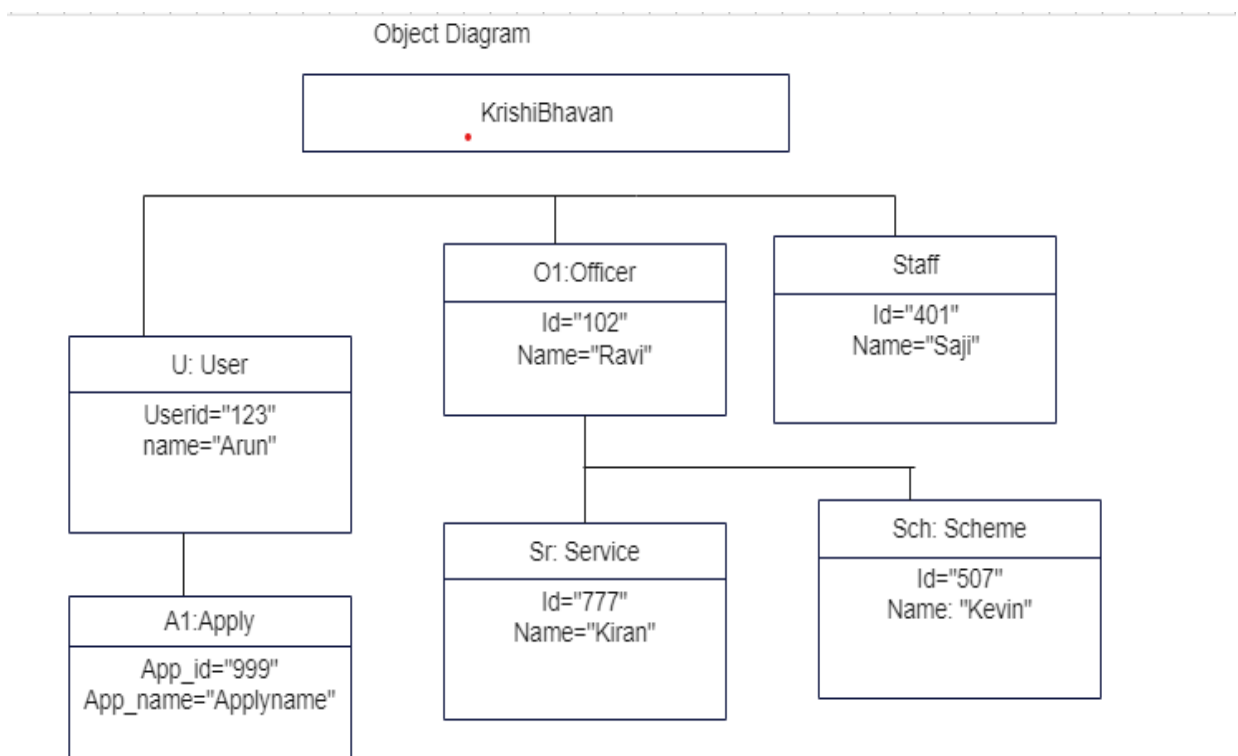 Object Diagram
KrishiBhavan
O1:Officer
Id="102"
Name="Ravi"
Staff
Id="401"
Name="Saji"
U: User
Userid="123"
name="Arun"
Sr: Service
Id="777"
Name="Kiran"
Sch: Scheme
Id="507"
Name: "Kevin"
A1:Apply
App_id="999"
App_name="Applyname"